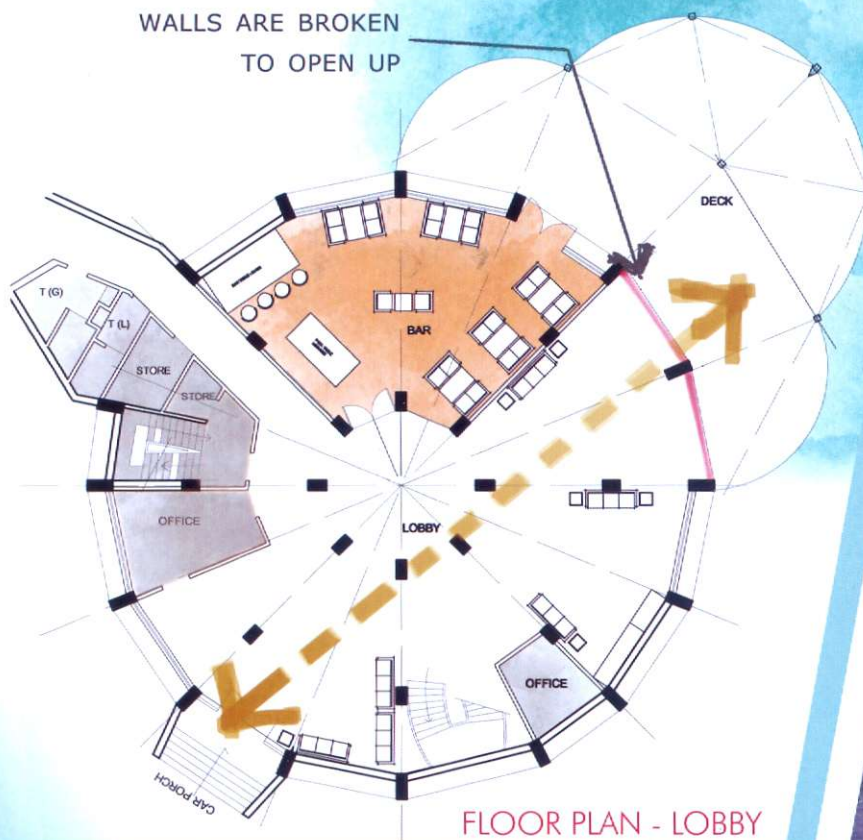 WALLS ARE BROKEN
TO OPEN UP
DECK
T (G)
T (L)
BAR
STORE
STORE
OFFICE
LOBBY
OFFICE
CAR PORCH
FLOOR PLAN - LOBBY